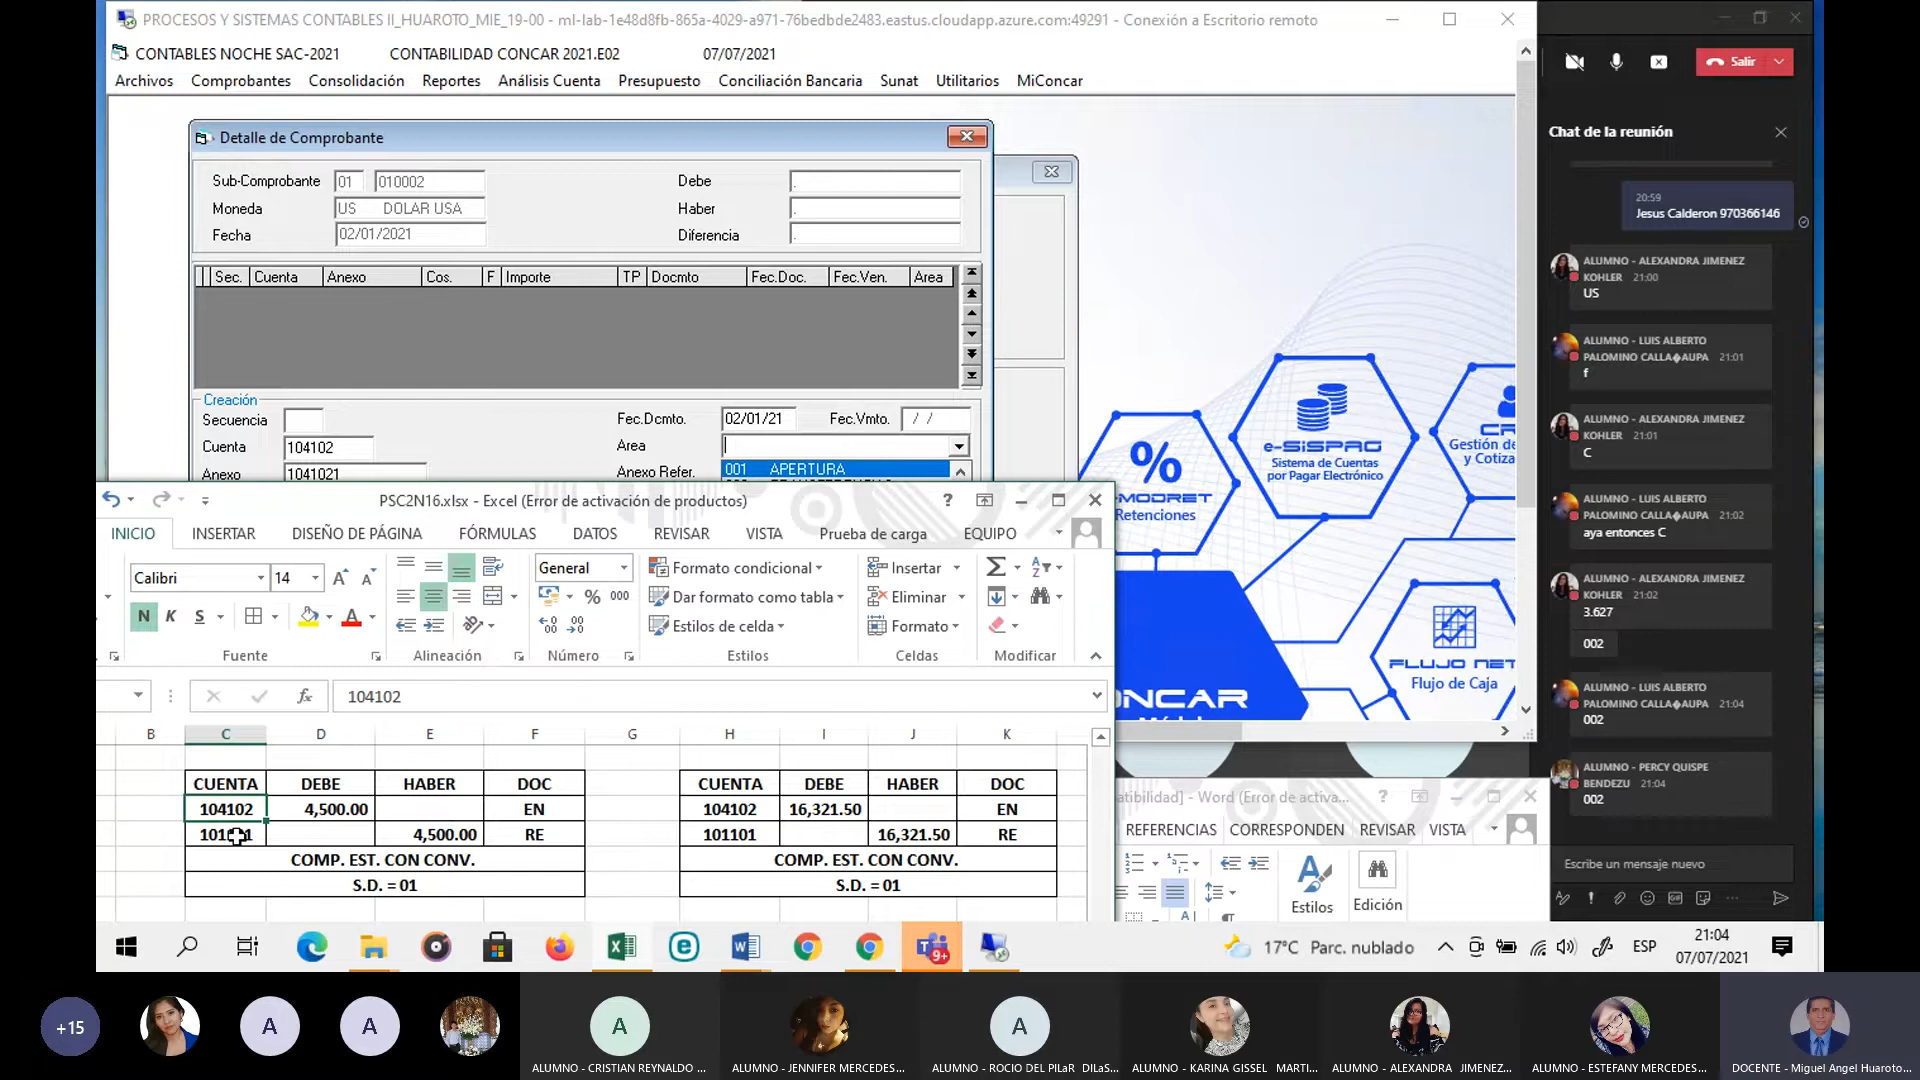 PROCESOS Y SISTEMAS CONTABLES II_HUAROTO_MIE_19-00 - ml-lab-1e48d8fb-865a-4029-a971-76bedbde2483.eastus.cloudapp.azure.com:49291 - Conexión a Escritorio remoto
CONTABLES NOCHE SAC-2021 CONTABILIDAD CONCAR 2021.E02 07/07/2021
Archivos Comprobantes Consolidación Reportes Análisis Cuenta Presupuesto Conciliación Bancaria Sunat Utilitarios MiConcar
Detalle de Comprobante
Sub-Comprobante 01 010002 Debe .
Moneda US DOLAR USA Haber .
Fecha 02/01/2021 Diferencia .
Sec. Cuenta Anexo Cos. F Importe TP Docmto Fec.Doc. Fec.Ven. Area
Creación
Secuencia Fec.Dcmto. 02/01/21 Fec.Vmto. / /
Cuenta 104102 Area
Anexo 1041021 Anexo Refer. 001 APERTURA
%
MODRET
Retenciones
e-SISPAG
Sistema de Cuentas
por Pagar Electrónico
Gestión de
y Cotiza
FLUJO NET
Flujo de Caja
ONCAR
Salir
Chat de la reunión
20:59
Jesus Calderon 970366146
ALUMNO - ALEXANDRA JIMENEZ
KOHLER 21:00
US
ALUMNO - LUIS ALBERTO
PALOMINO CALLA�AUPA 21:01
f
ALUMNO - ALEXANDRA JIMENEZ
KOHLER 21:01
C
ALUMNO - LUIS ALBERTO
PALOMINO CALLA�AUPA 21:02
aya entonces C
ALUMNO - ALEXANDRA JIMENEZ
KOHLER 21:02
3.627
002
ALUMNO - LUIS ALBERTO
PALOMINO CALLA�AUPA 21:04
002
ALUMNO - PERCY QUISPE
BENDEZU 21:04
002
Escribe un mensaje nuevo
PSC2N16.xlsx - Excel (Error de activación de productos)
INICIO INSERTAR DISEÑO DE PÁGINA FÓRMULAS DATOS REVISAR VISTA Prueba de carga EQUIPO
Calibri 14 General Formato condicional Insertar
N K S % 000 Dar formato como tabla Eliminar
Estilos de celda Formato
Fuente Alineación Número Estilos Celdas Modificar
fx 104102
B C D E F G H I J K
CUENTA DEBE HABER DOC CUENTA DEBE HABER DOC
104102 4,500.00 EN 104102 16,321.50 EN
4,500.00 RE 101101 16,321.50 RE
COMP. EST. CON CONV. COMP. EST. CON CONV.
S.D. = 01 S.D. = 01
atibilidad] - Word (Error de activa...
REFERENCIAS CORRESPONDEN REVISAR VISTA
Estilos Edición
17°C Parc. nublado ESP 21:04
07/07/2021
9+
+15 A A A A
ALUMNO - CRISTIAN REYNALDO ... ALUMNO - JENNIFER MERCEDES... ALUMNO - ROCIO DEL PILaR DILaS... ALUMNO - KARINA GISSEL MARTI... ALUMNO - ALEXANDRA JIMENEZ... ALUMNO - ESTEFANY MERCEDES... DOCENTE - Miguel Angel Huaroto...